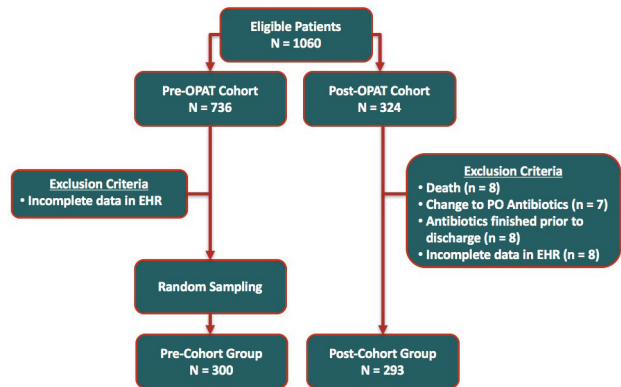 Eligible Patients
N = 1060
Pre-OPAT Cohort
N = 736
Post-OPAT Cohort
N = 324
Exclusion Criteria
• Incomplete data in EHR
Exclusion Criteria
• Death (n = 8)
• Change to PO Antibiotics (n = 7)
• Antibiotics finished prior to
discharge (n = 8)
• Incomplete data in EHR (n = 8)
Random Sampling
Pre-Cohort Group
N = 300
Post-Cohort Group
N = 293